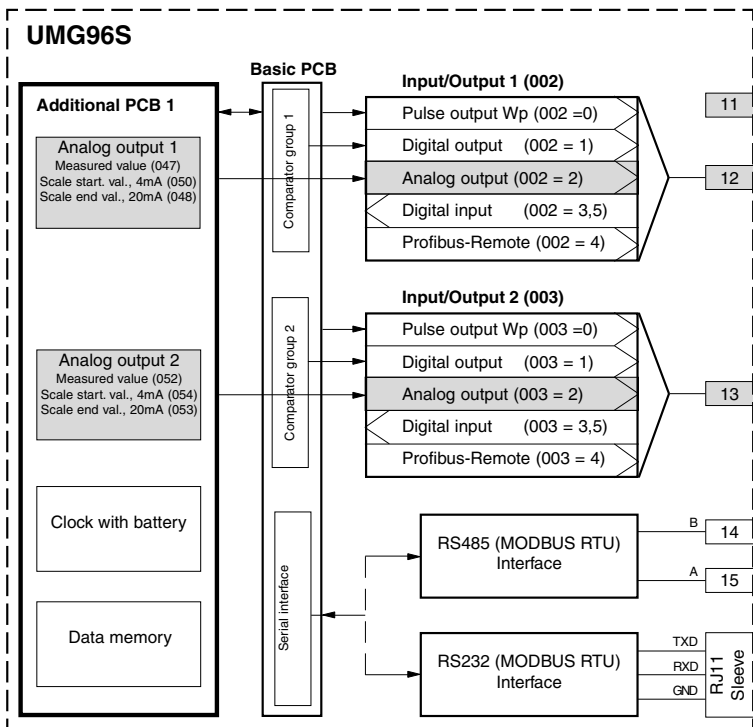 UMG96S
Additional PCB 1
Analog output 1
Measured value (047)
Scale start. val., 4mA (050)
Scale end val., 20mA (048)
Analog output 2
Measured value (052)
Scale start. val., 4mA (054)
Scale end val., 20mA (053)
Clock with battery
Data memory
Basic PCB
Comparator group 1
Comparator group 2
Serial interface
Input/Output 1 (002)
Pulse output Wp (002 =0)
Digital output (002 = 1)
Analog output (002 = 2)
Digital input (002 = 3,5)
Profibus-Remote (002 = 4)
Input/Output 2 (003)
Pulse output Wp (003 =0)
Digital output (003 = 1)
Analog output (003 = 2)
Digital input (003 = 3,5)
Profibus-Remote (003 = 4)
RS485 (MODBUS RTU)
Interface
RS232 (MODBUS RTU)
Interface
11
12
13
B
14
A
15
TXD
RXD
GND
RJ11
Sleeve